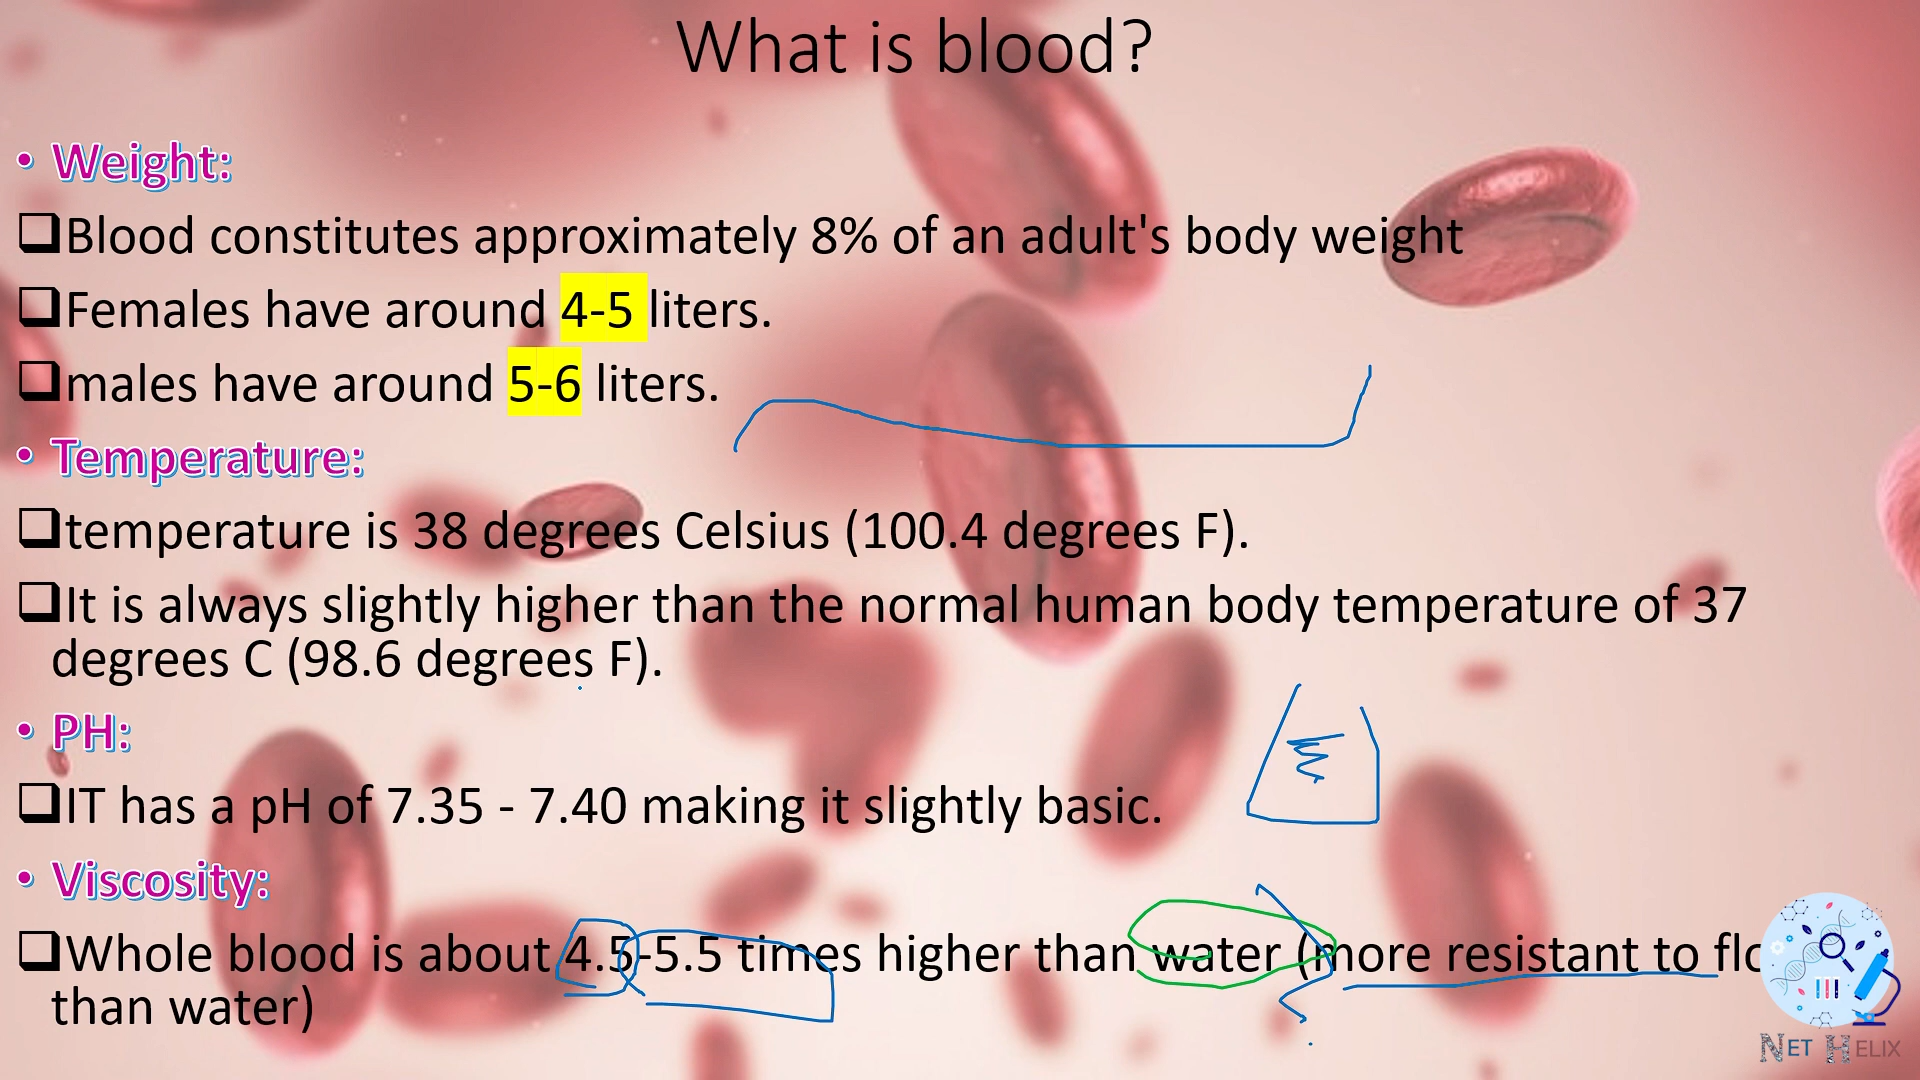 What is blood?
• Weight:
❑Blood constitutes approximately 8% of an adult's body weight
❑Females have around 4-5 liters.
❑males have around 5-6 liters.
• Temperature:
❑temperature is 38 degrees Celsius (100.4 degrees F).
❑It is always slightly higher than the normal human body temperature of 37
degrees C (98.6 degrees F).
• PH:
❑IT has a pH of 7.35 - 7.40 making it slightly basic.
• Viscosity:
❑Whole blood is about 4.5-5.5 times higher than water (more resistant to
than water)
NET HELIX